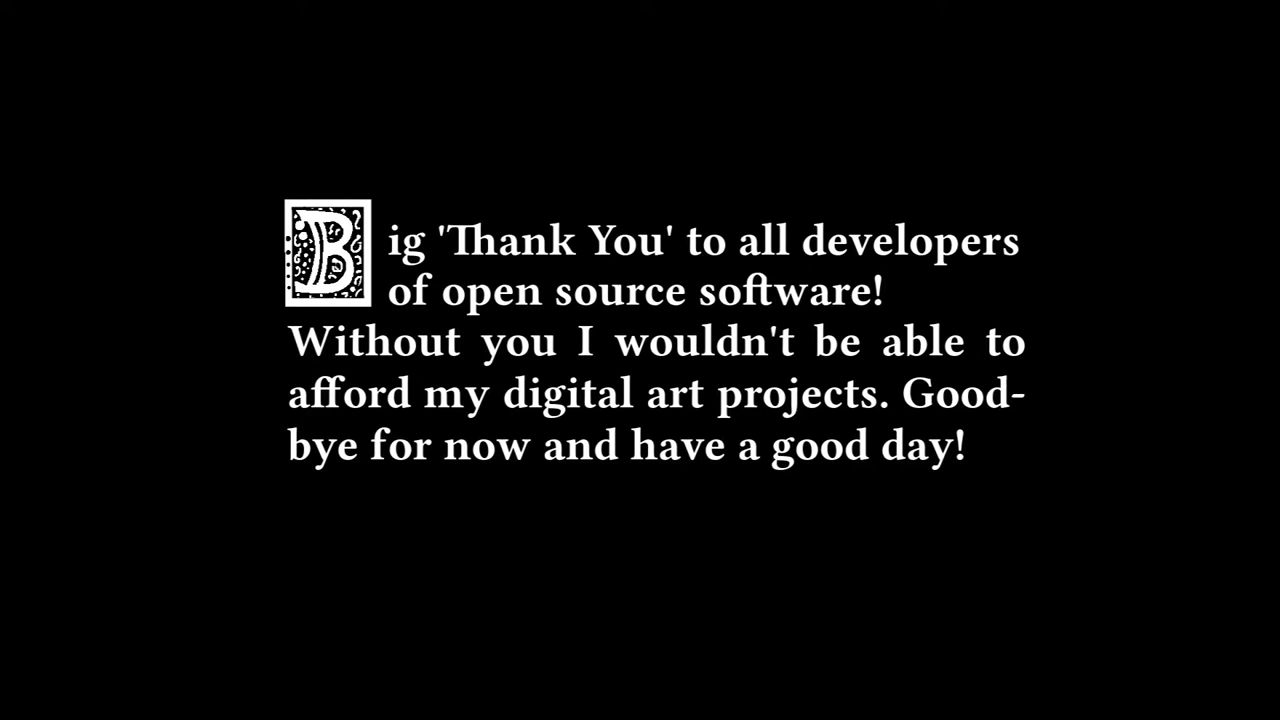 Big 'Thank You' to all developers
of open source software!
Without you I wouldn't be able to
afford my digital art projects. Good-
bye for now and have a good day!